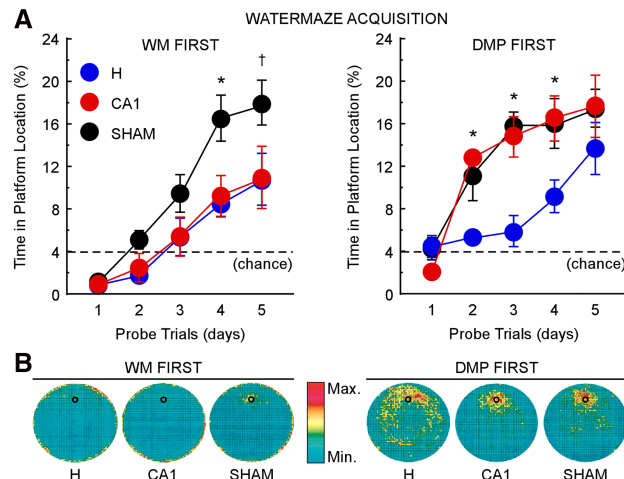 A
WATERMAZE ACQUISITION
WM FIRST
DMP FIRST
Time in Platform Location (%)
24
20
16
12
8
4
0
H
CA1
SHAM
*
†
(chance)
1 2 3 4 5
Probe Trials (days)
Time in Platform Location (%)
24
20
16
12
8
4
0
*
*
*
(chance)
1 2 3 4 5
Probe Trials (days)
B
WM FIRST
DMP FIRST
H
CA1
SHAM
Max.
Min.
H
CA1
SHAM